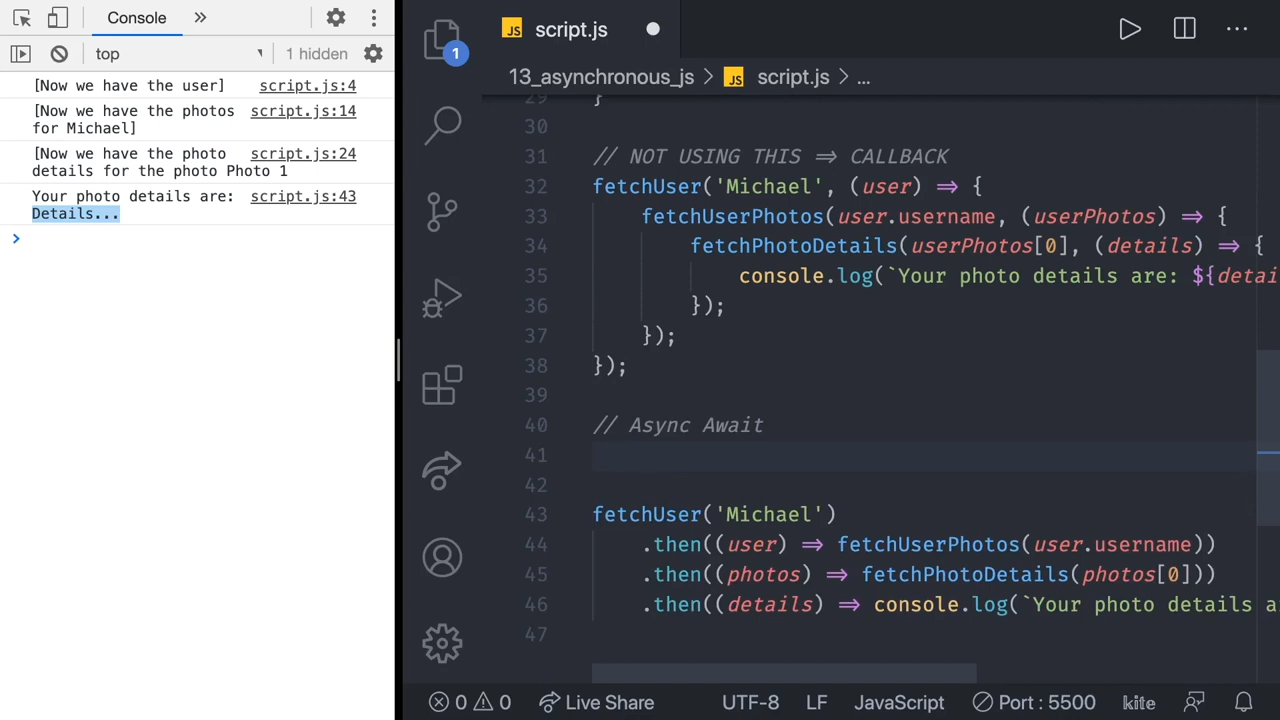 Console »
top 1 hidden
[Now we have the user] script.js:4
[Now we have the photos script.js:14
for Michael]
[Now we have the photo script.js:24
details for the photo Photo 1
Your photo details are: script.js:43
Details...
>
1
JS script.js
13_asynchronous_js > JS script.js > ...
29 }
30
31 // NOT USING THIS => CALLBACK
32 fetchUser('Michael', (user) => {
33 fetchUserPhotos(user.username, (userPhotos) => {
34 fetchPhotoDetails(userPhotos[0], (details) => {
35 console.log(`Your photo details are: ${detai
36 });
37 });
38 });
39
40 // Async Await
41
42
43 fetchUser('Michael')
44 .then((user) => fetchUserPhotos(user.username))
45 .then((photos) => fetchPhotoDetails(photos[0]))
46 .then((details) => console.log(`Your photo details a
47
0 0 Live Share UTF-8 LF JavaScript Port : 5500 kite